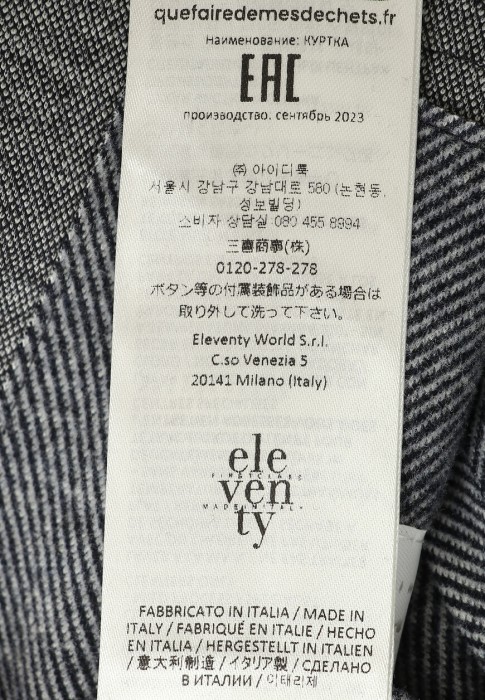 quefairedemesdechets.fr
Наименование: КУРТКА
EAC
производство. сентябрь 2023
(주) 아이디룩
서울시 강남구 강남대로 580 (논현동,
성보빌딩)
소비자 상담실 080 455 8994
三喜商事(株)
0120-278-278
ボタン等の付属装飾品がある場合は
取り外して洗って下さい。
Eleventy World S.r.l.
C.so Venezia 5
20141 Milano (Italy)
ele
FIRSTCLASS
ven
MADEINITALY
ty
FABBRICATO IN ITALIA / MADE IN
ITALY / FABRIQUÉ EN ITALIE / HECHO
EN ITALIA / HERGESTELLT IN ITALIEN
/ 意大利制造 / イタリア製 / СДЕЛАНО
В ИТАЛИИ / 이태리제